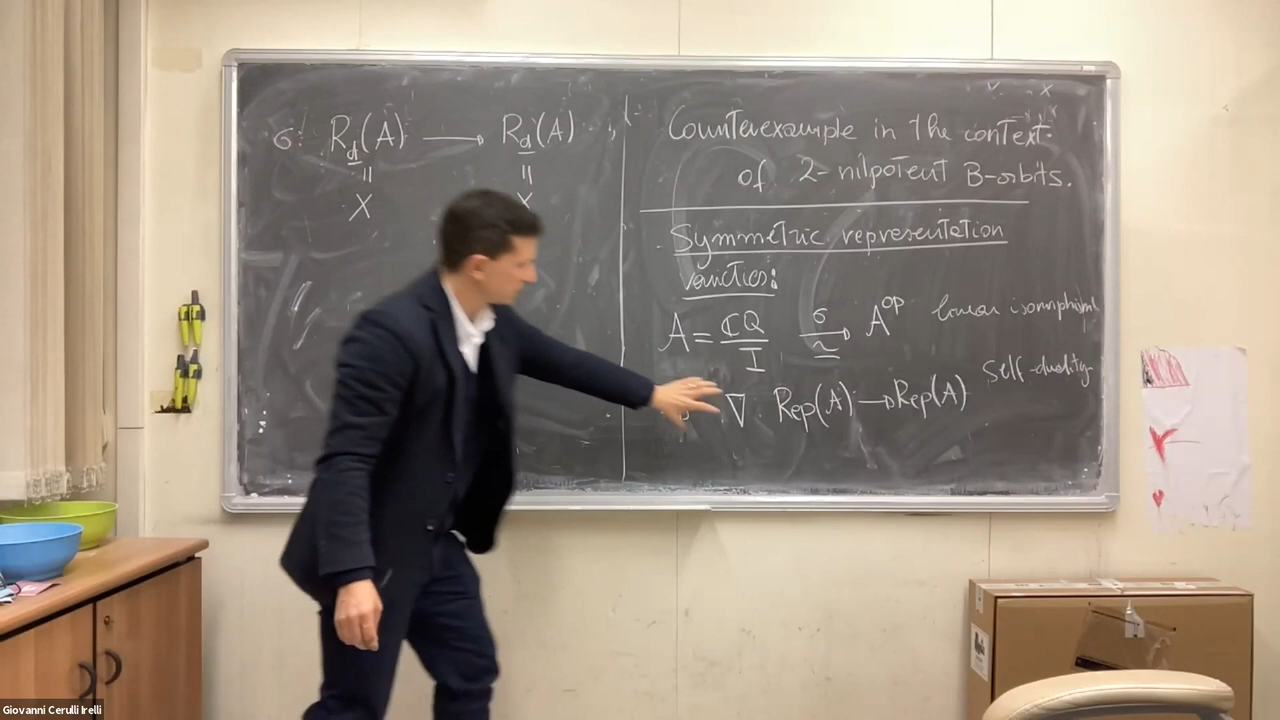 σ: R_d(A) → R_d(A)
" "
X X
Counterexample in the context
of 2-nilpotent B-orbits.
Symmetric representation
varieties:
A = ℂQ/I σ→~ A^op linear isomorphism
∇ Rep(A) → Rep(A) self-duality
Giovanni Cerulli Irelli